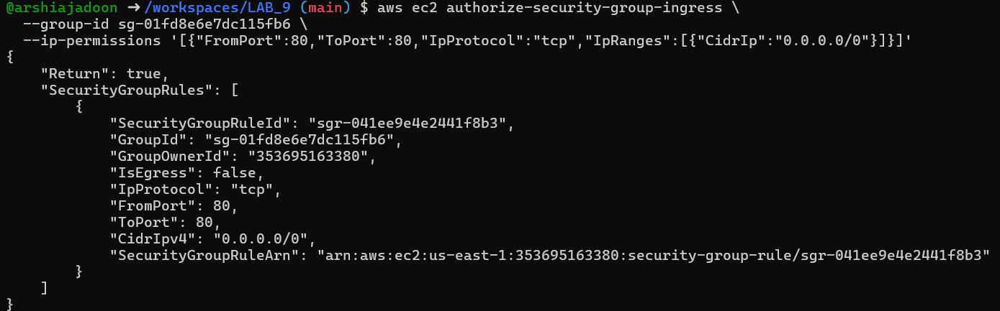 @arshiajadoon ➜ /workspaces/LAB_9 (main) $ aws ec2 authorize-security-group-ingress \
  --group-id sg-01fd8e6e7dc115fb6 \
  --ip-permissions '[{"FromPort":80,"ToPort":80,"IpProtocol":"tcp","IpRanges":[{"CidrIp":"0.0.0.0/0"}]}]'
{
    "Return": true,
    "SecurityGroupRules": [
        {
            "SecurityGroupRuleId": "sgr-041ee9e4e2441f8b3",
            "GroupId": "sg-01fd8e6e7dc115fb6",
            "GroupOwnerId": "353695163380",
            "IsEgress": false,
            "IpProtocol": "tcp",
            "FromPort": 80,
            "ToPort": 80,
            "CidrIpv4": "0.0.0.0/0",
            "SecurityGroupRuleArn": "arn:aws:ec2:us-east-1:353695163380:security-group-rule/sgr-041ee9e4e2441f8b3"
        }
    ]
}